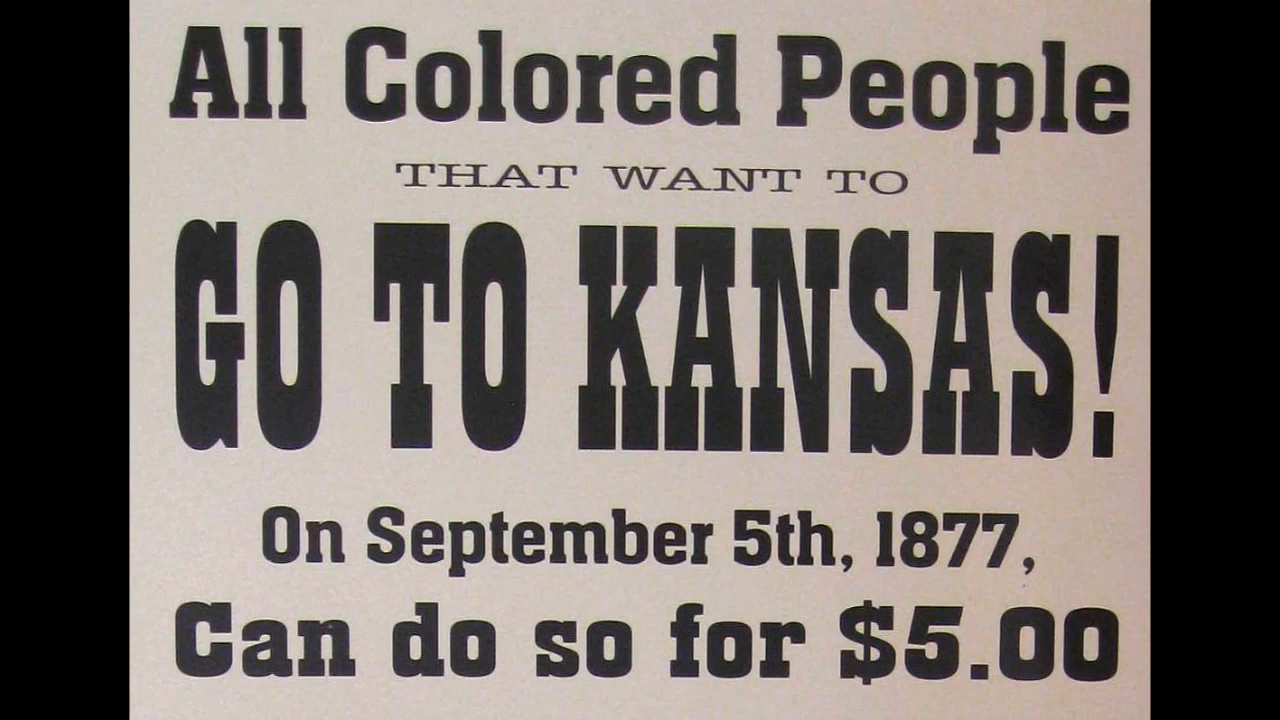 All Colored People
THAT WANT TO
GO TO KANSAS!
On September 5th, 1877,
Can do so for $5.00